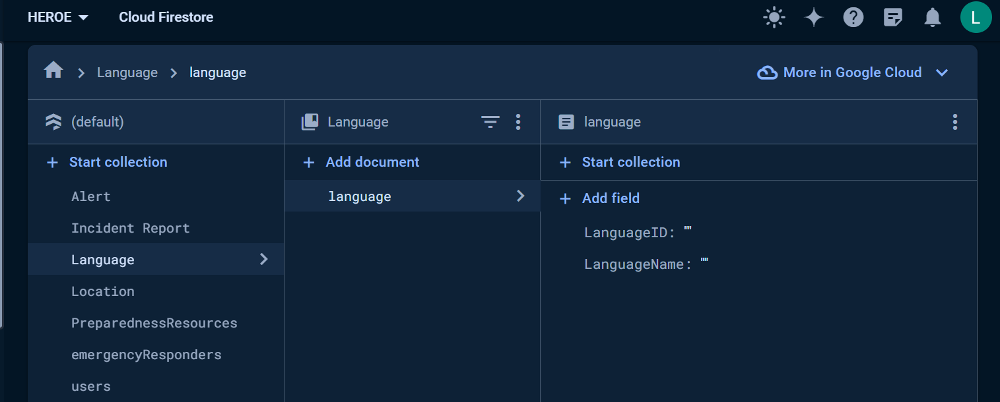 HEROE Cloud Firestore L
Language language More in Google Cloud
(default) Language language
+ Start collection + Add document + Start collection
Alert language + Add field
Incident Report LanguageID: ""
Language LanguageName: ""
Location
PreparednessResources
emergencyResponders
users